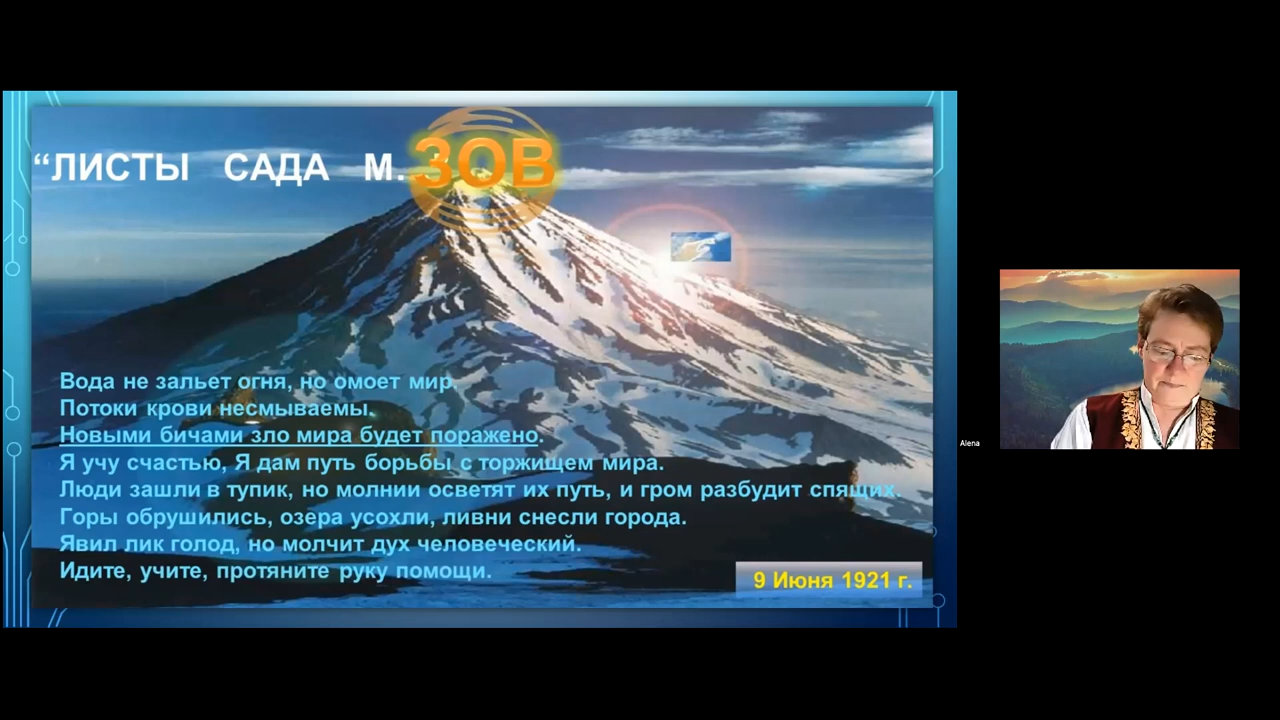 “ЛИСТЫ САДА М. ЗОВ
Вода не зальет огня, но омоет мир.
Потоки крови несмываемы.
Новыми бичами зло мира будет поражено.
Я учу счастью, Я дам путь борьбы с торжищем мира.
Люди зашли в тупик, но молнии осветят их путь, и гром разбудит спящих.
Горы обрушились, озера усохли, ливни снесли города.
Явил лик голод, но молчит дух человеческий.
Идите, учите, протяните руку помощи.
9 Июня 1921 г.
Alena